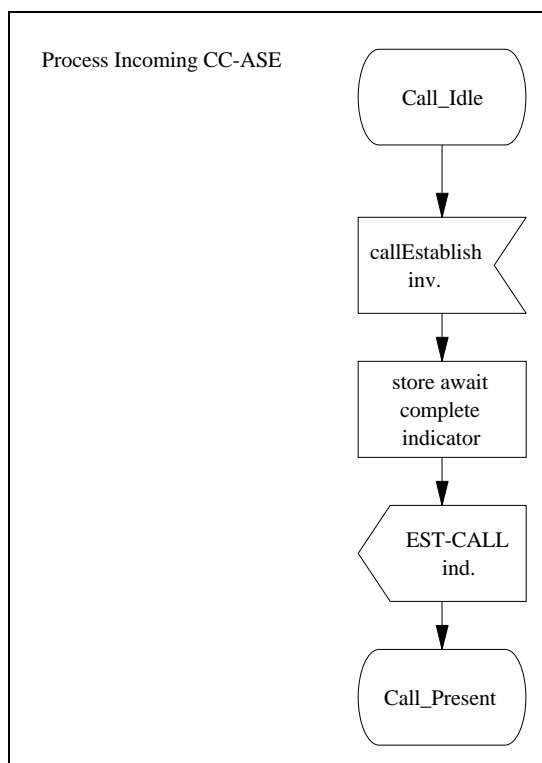 Process Incoming CC-ASE
Call_Idle
callEstablish
inv.
store await
complete
indicator
EST-CALL
ind.
Call_Present